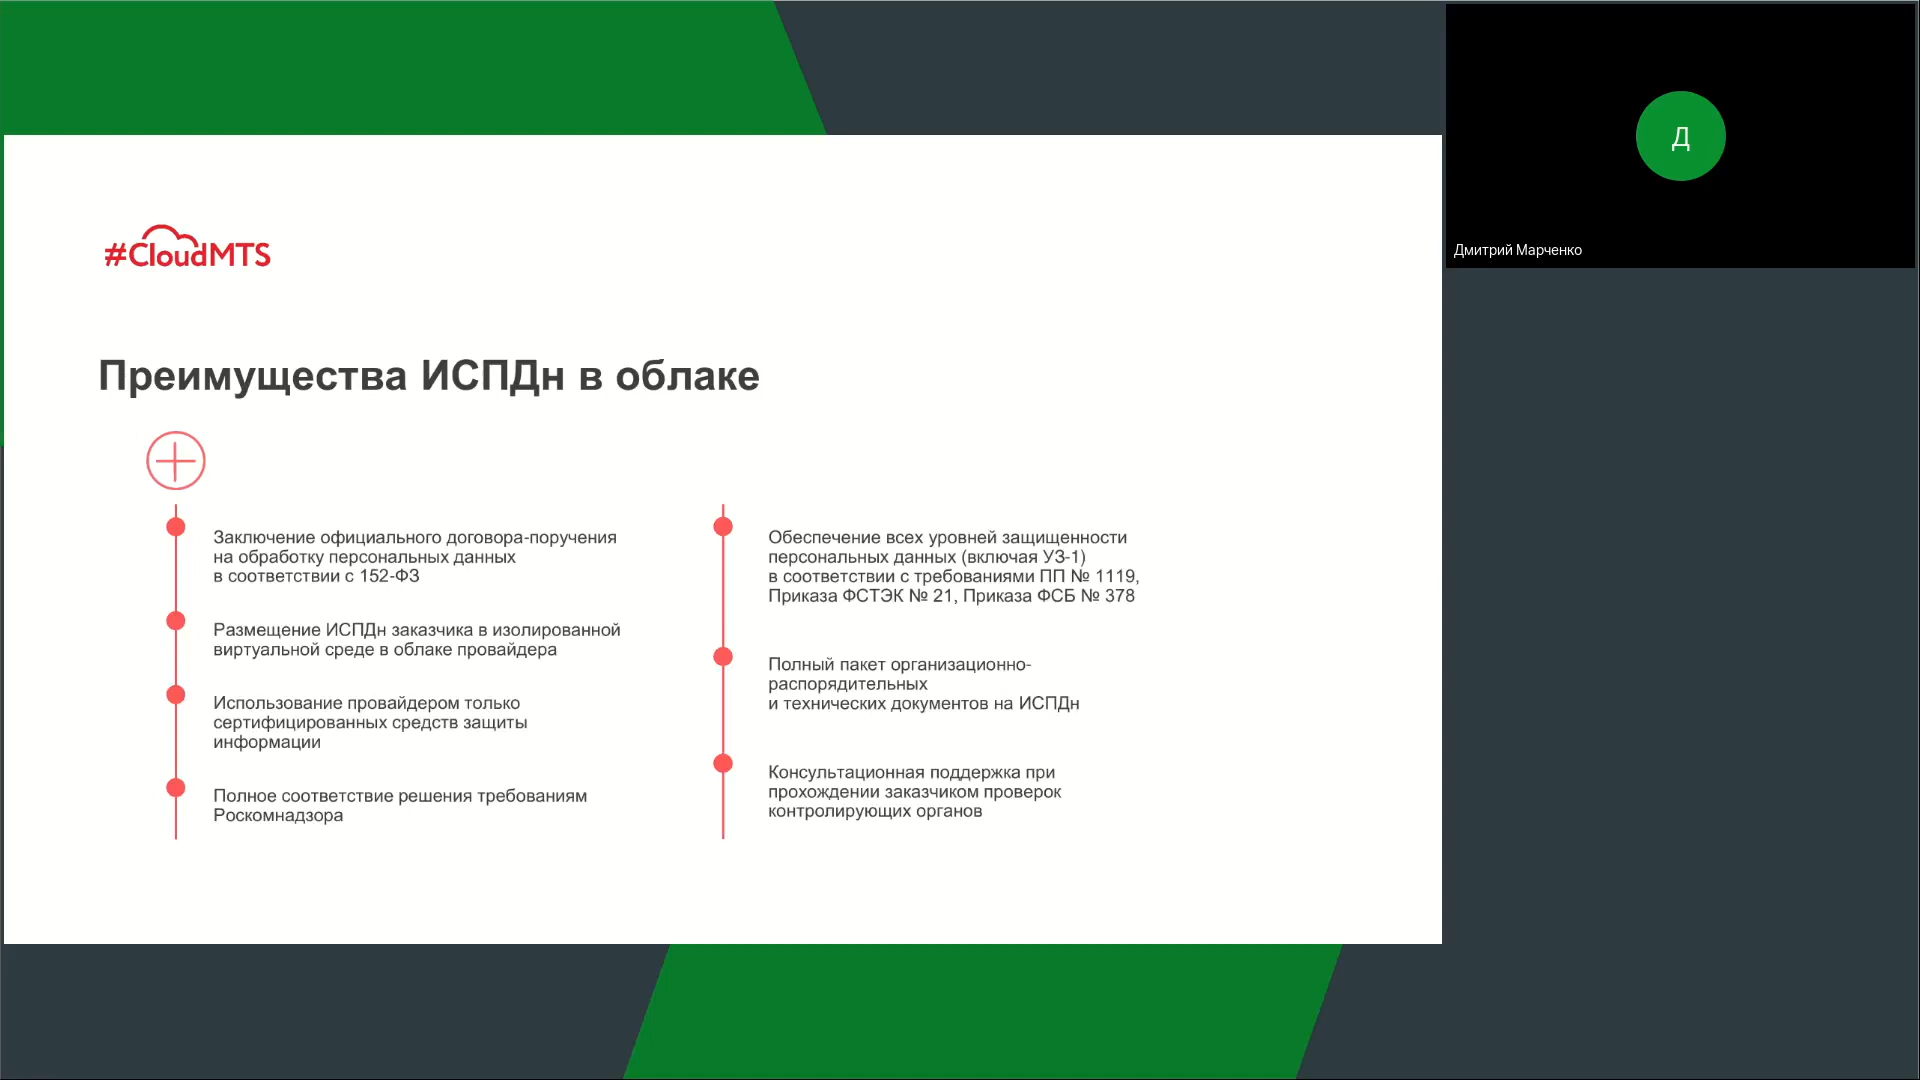 #CloudMTS
Преимущества ИСПДн в облаке
Заключение официального договора-поручения
на обработку персональных данных
в соответствии с 152-ФЗ
Размещение ИСПДн заказчика в изолированной
виртуальной среде в облаке провайдера
Использование провайдером только
сертифицированных средств защиты
информации
Полное соответствие решения требованиям
Роскомнадзора
Обеспечение всех уровней защищенности
персональных данных (включая УЗ-1)
в соответствии с требованиями ПП № 1119,
Приказа ФСТЭК № 21, Приказа ФСБ № 378
Полный пакет организационно-
распорядительных
и технических документов на ИСПДн
Консультационная поддержка при
прохождении заказчиком проверок
контролирующих органов
Д
Дмитрий Марченко